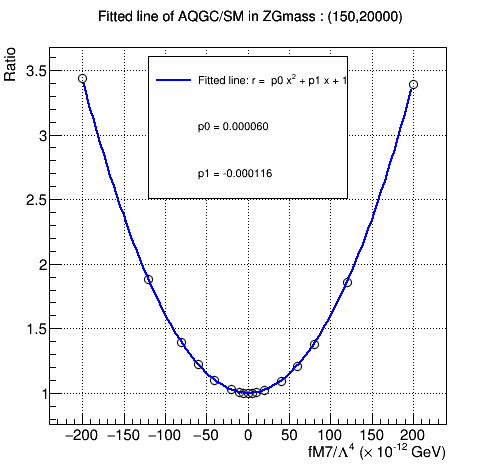 Fitted line of AQGC/SM in ZGmass : (150,20000)
Ratio
Fitted line: r = p0 x² + p1 x + 1
p0 = 0.000060
p1 = -0.000116
3.5
3
2.5
2
1.5
1
−200 −150 −100 −50 0 50 100 150 200
fM7/Λ⁴ (× 10⁻¹² GeV)